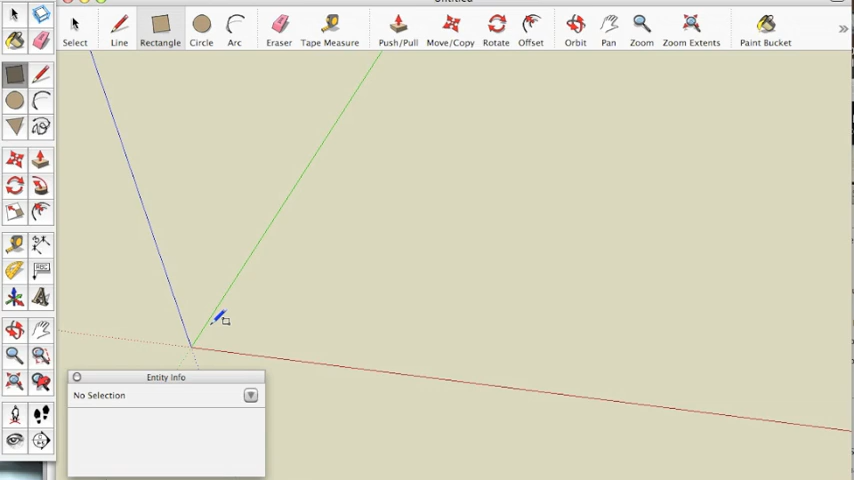 Untitled
Select Line Rectangle Circle Arc Eraser Tape Measure Push/Pull Move/Copy Rotate Offset Orbit Pan Zoom Zoom Extents Paint Bucket
Entity Info
No Selection